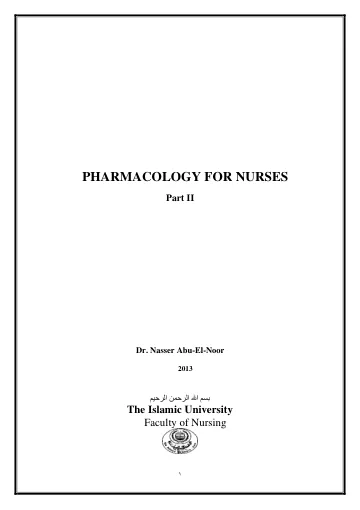 PHARMACOLOGY FOR NURSES
Part II
Dr. Nasser Abu-El-Noor
2013
بسم الله الرحمن الرحيم
The Islamic University
Faculty of Nursing
١